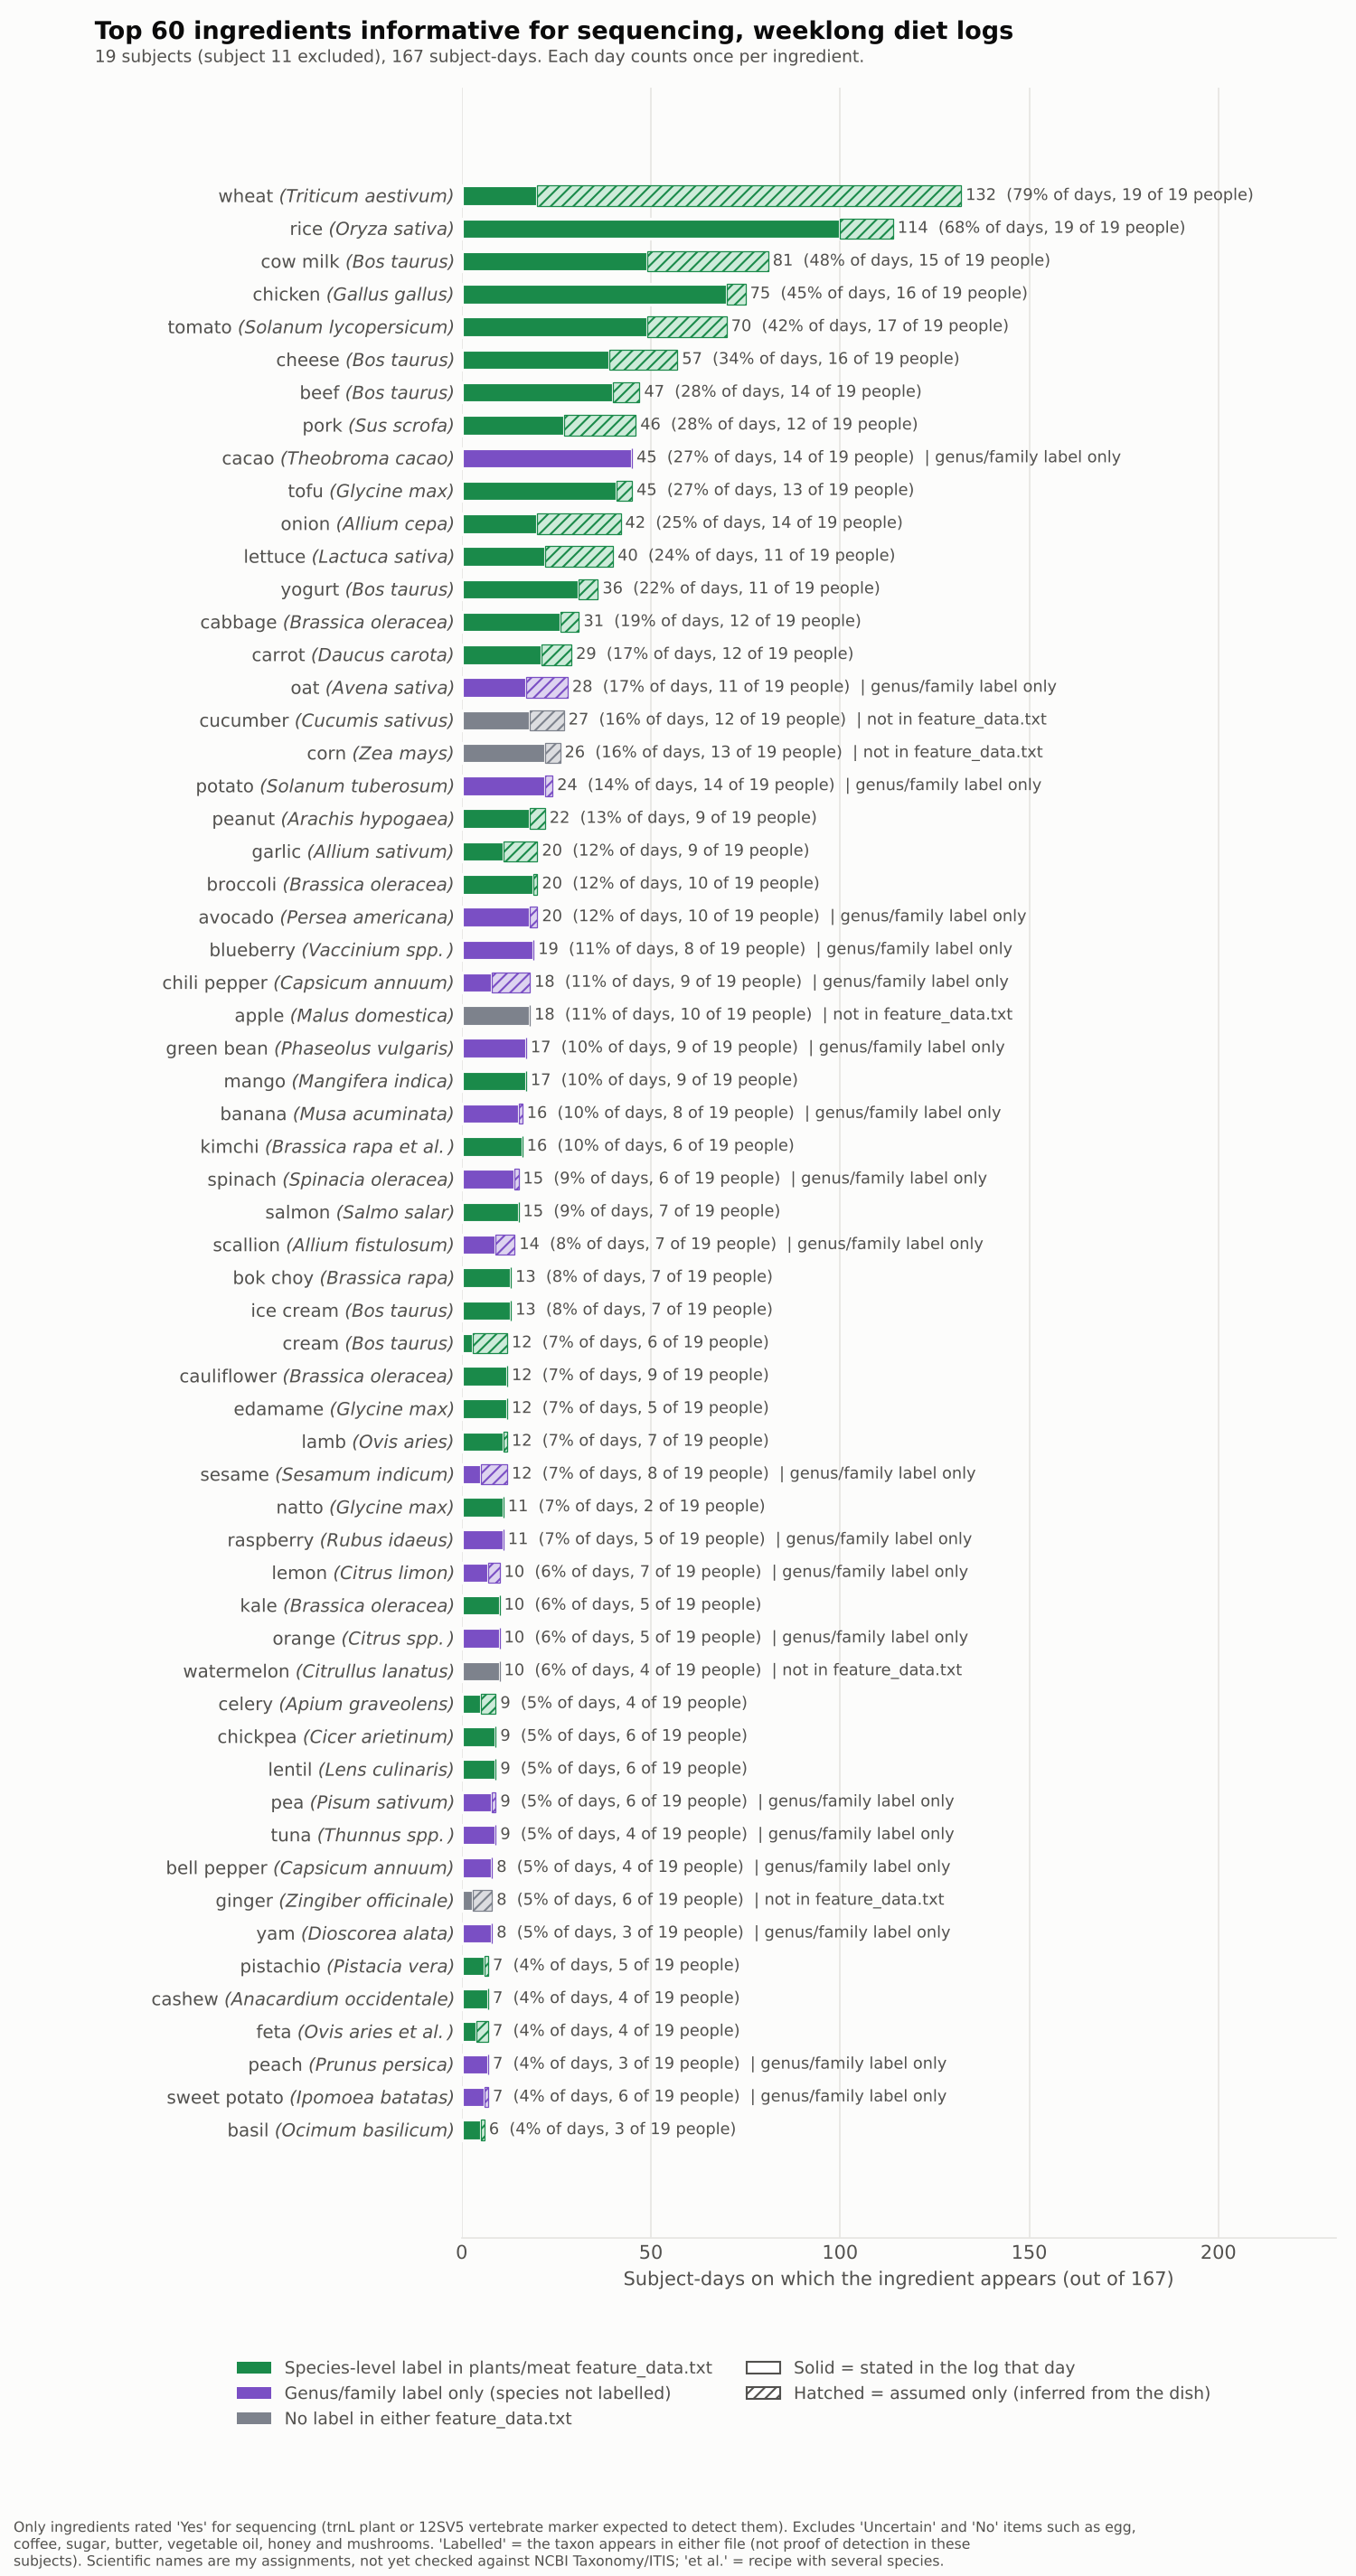 Top 60 ingredients informative for sequencing, weeklong diet logs
19 subjects (subject 11 excluded), 167 subject-days. Each day counts once per ingredient.
wheat (Triticum aestivum) 132 (79% of days, 19 of 19 people)
rice (Oryza sativa) 114 (68% of days, 19 of 19 people)
cow milk (Bos taurus) 81 (48% of days, 15 of 19 people)
chicken (Gallus gallus) 75 (45% of days, 16 of 19 people)
tomato (Solanum lycopersicum) 70 (42% of days, 17 of 19 people)
cheese (Bos taurus) 57 (34% of days, 16 of 19 people)
beef (Bos taurus) 47 (28% of days, 14 of 19 people)
pork (Sus scrofa) 46 (28% of days, 12 of 19 people)
cacao (Theobroma cacao) 45 (27% of days, 14 of 19 people) | genus/family label only
tofu (Glycine max) 45 (27% of days, 13 of 19 people)
onion (Allium cepa) 42 (25% of days, 14 of 19 people)
lettuce (Lactuca sativa) 40 (24% of days, 11 of 19 people)
yogurt (Bos taurus) 36 (22% of days, 11 of 19 people)
cabbage (Brassica oleracea) 31 (19% of days, 12 of 19 people)
carrot (Daucus carota) 29 (17% of days, 12 of 19 people)
oat (Avena sativa) 28 (17% of days, 11 of 19 people) | genus/family label only
cucumber (Cucumis sativus) 27 (16% of days, 12 of 19 people) | not in feature_data.txt
corn (Zea mays) 26 (16% of days, 13 of 19 people) | not in feature_data.txt
potato (Solanum tuberosum) 24 (14% of days, 14 of 19 people) | genus/family label only
peanut (Arachis hypogaea) 22 (13% of days, 9 of 19 people)
garlic (Allium sativum) 20 (12% of days, 9 of 19 people)
broccoli (Brassica oleracea) 20 (12% of days, 10 of 19 people)
avocado (Persea americana) 20 (12% of days, 10 of 19 people) | genus/family label only
blueberry (Vaccinium spp.) 19 (11% of days, 8 of 19 people) | genus/family label only
chili pepper (Capsicum annuum) 18 (11% of days, 9 of 19 people) | genus/family label only
apple (Malus domestica) 18 (11% of days, 10 of 19 people) | not in feature_data.txt
green bean (Phaseolus vulgaris) 17 (10% of days, 9 of 19 people) | genus/family label only
mango (Mangifera indica) 17 (10% of days, 9 of 19 people)
banana (Musa acuminata) 16 (10% of days, 8 of 19 people) | genus/family label only
kimchi (Brassica rapa et al.) 16 (10% of days, 6 of 19 people)
spinach (Spinacia oleracea) 15 (9% of days, 6 of 19 people) | genus/family label only
salmon (Salmo salar) 15 (9% of days, 7 of 19 people)
scallion (Allium fistulosum) 14 (8% of days, 7 of 19 people) | genus/family label only
bok choy (Brassica rapa) 13 (8% of days, 7 of 19 people)
ice cream (Bos taurus) 13 (8% of days, 7 of 19 people)
cream (Bos taurus) 12 (7% of days, 6 of 19 people)
cauliflower (Brassica oleracea) 12 (7% of days, 9 of 19 people)
edamame (Glycine max) 12 (7% of days, 5 of 19 people)
lamb (Ovis aries) 12 (7% of days, 7 of 19 people)
sesame (Sesamum indicum) 12 (7% of days, 8 of 19 people) | genus/family label only
natto (Glycine max) 11 (7% of days, 2 of 19 people)
raspberry (Rubus idaeus) 11 (7% of days, 5 of 19 people) | genus/family label only
lemon (Citrus limon) 10 (6% of days, 7 of 19 people) | genus/family label only
kale (Brassica oleracea) 10 (6% of days, 5 of 19 people)
orange (Citrus spp.) 10 (6% of days, 5 of 19 people) | genus/family label only
watermelon (Citrullus lanatus) 10 (6% of days, 4 of 19 people) | not in feature_data.txt
celery (Apium graveolens) 9 (5% of days, 4 of 19 people)
chickpea (Cicer arietinum) 9 (5% of days, 6 of 19 people)
lentil (Lens culinaris) 9 (5% of days, 6 of 19 people)
pea (Pisum sativum) 9 (5% of days, 6 of 19 people) | genus/family label only
tuna (Thunnus spp.) 9 (5% of days, 4 of 19 people) | genus/family label only
bell pepper (Capsicum annuum) 8 (5% of days, 4 of 19 people) | genus/family label only
ginger (Zingiber officinale) 8 (5% of days, 6 of 19 people) | not in feature_data.txt
yam (Dioscorea alata) 8 (5% of days, 3 of 19 people) | genus/family label only
pistachio (Pistacia vera) 7 (4% of days, 5 of 19 people)
cashew (Anacardium occidentale) 7 (4% of days, 4 of 19 people)
feta (Ovis aries et al.) 7 (4% of days, 4 of 19 people)
peach (Prunus persica) 7 (4% of days, 3 of 19 people) | genus/family label only
sweet potato (Ipomoea batatas) 7 (4% of days, 6 of 19 people) | genus/family label only
basil (Ocimum basilicum) 6 (4% of days, 3 of 19 people)
0 50 100 150 200
Subject-days on which the ingredient appears (out of 167)
Species-level label in plants/meat feature_data.txt
Genus/family label only (species not labelled)
No label in either feature_data.txt
Solid = stated in the log that day
Hatched = assumed only (inferred from the dish)
Only ingredients rated 'Yes' for sequencing (trnL plant or 12SV5 vertebrate marker expected to detect them). Excludes 'Uncertain' and 'No' items such as egg,
coffee, sugar, butter, vegetable oil, honey and mushrooms. 'Labelled' = the taxon appears in either file (not proof of detection in these
subjects). Scientific names are my assignments, not yet checked against NCBI Taxonomy/ITIS; 'et al.' = recipe with several species.